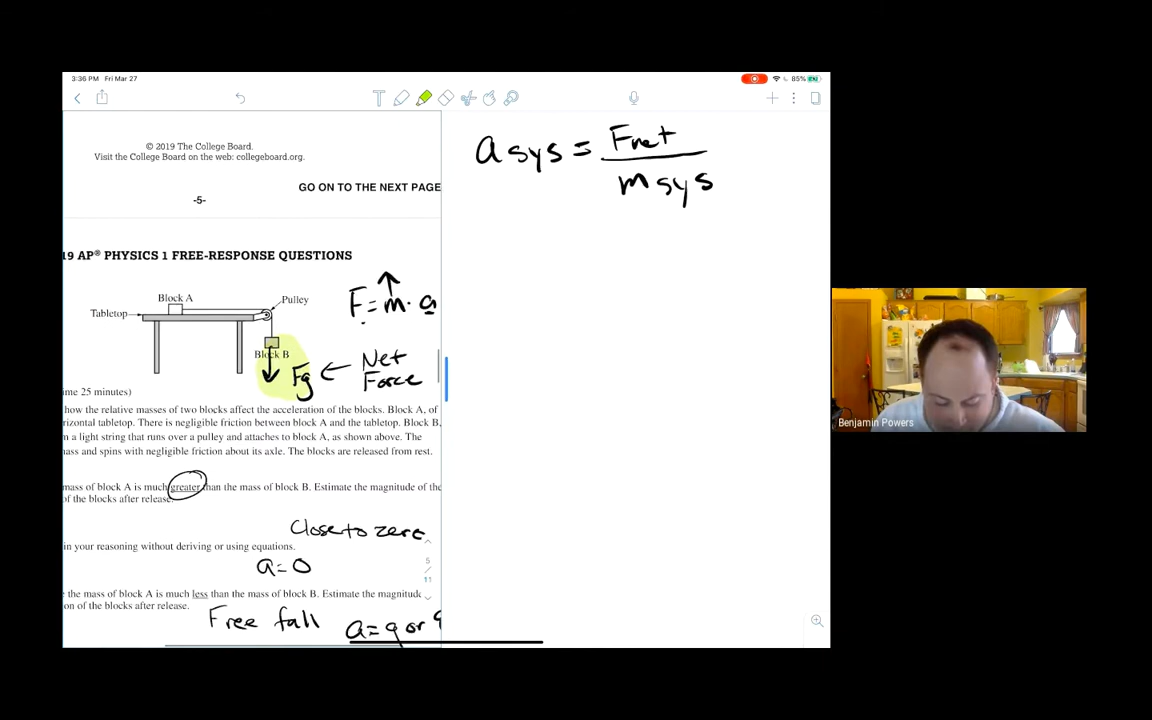 3:36 PM Fri Mar 27
85%
T
© 2019 The College Board.
Visit the College Board on the web: collegeboard.org.
GO ON TO THE NEXT PAGE
-5-
19 AP® PHYSICS 1 FREE-RESPONSE QUESTIONS
Block A
Pulley
Tabletop
Block B
F = m · a
Fg ← Net
Force
ime 25 minutes)
how the relative masses of two blocks affect the acceleration of the blocks. Block A, of
rizontal tabletop. There is negligible friction between block A and the tabletop. Block B,
n a light string that runs over a pulley and attaches to block A, as shown above. The
ass and spins with negligible friction about its axle. The blocks are released from rest.
mass of block A is much greater than the mass of block B. Estimate the magnitude of the
of the blocks after release.
Close to zero
in your reasoning without deriving or using equations.
a = 0
5
/
11
the mass of block A is much less than the mass of block B. Estimate the magnitude
on of the blocks after release.
Free fall
a = g or 9
a sys = Fnet
m sys
Benjamin Powers